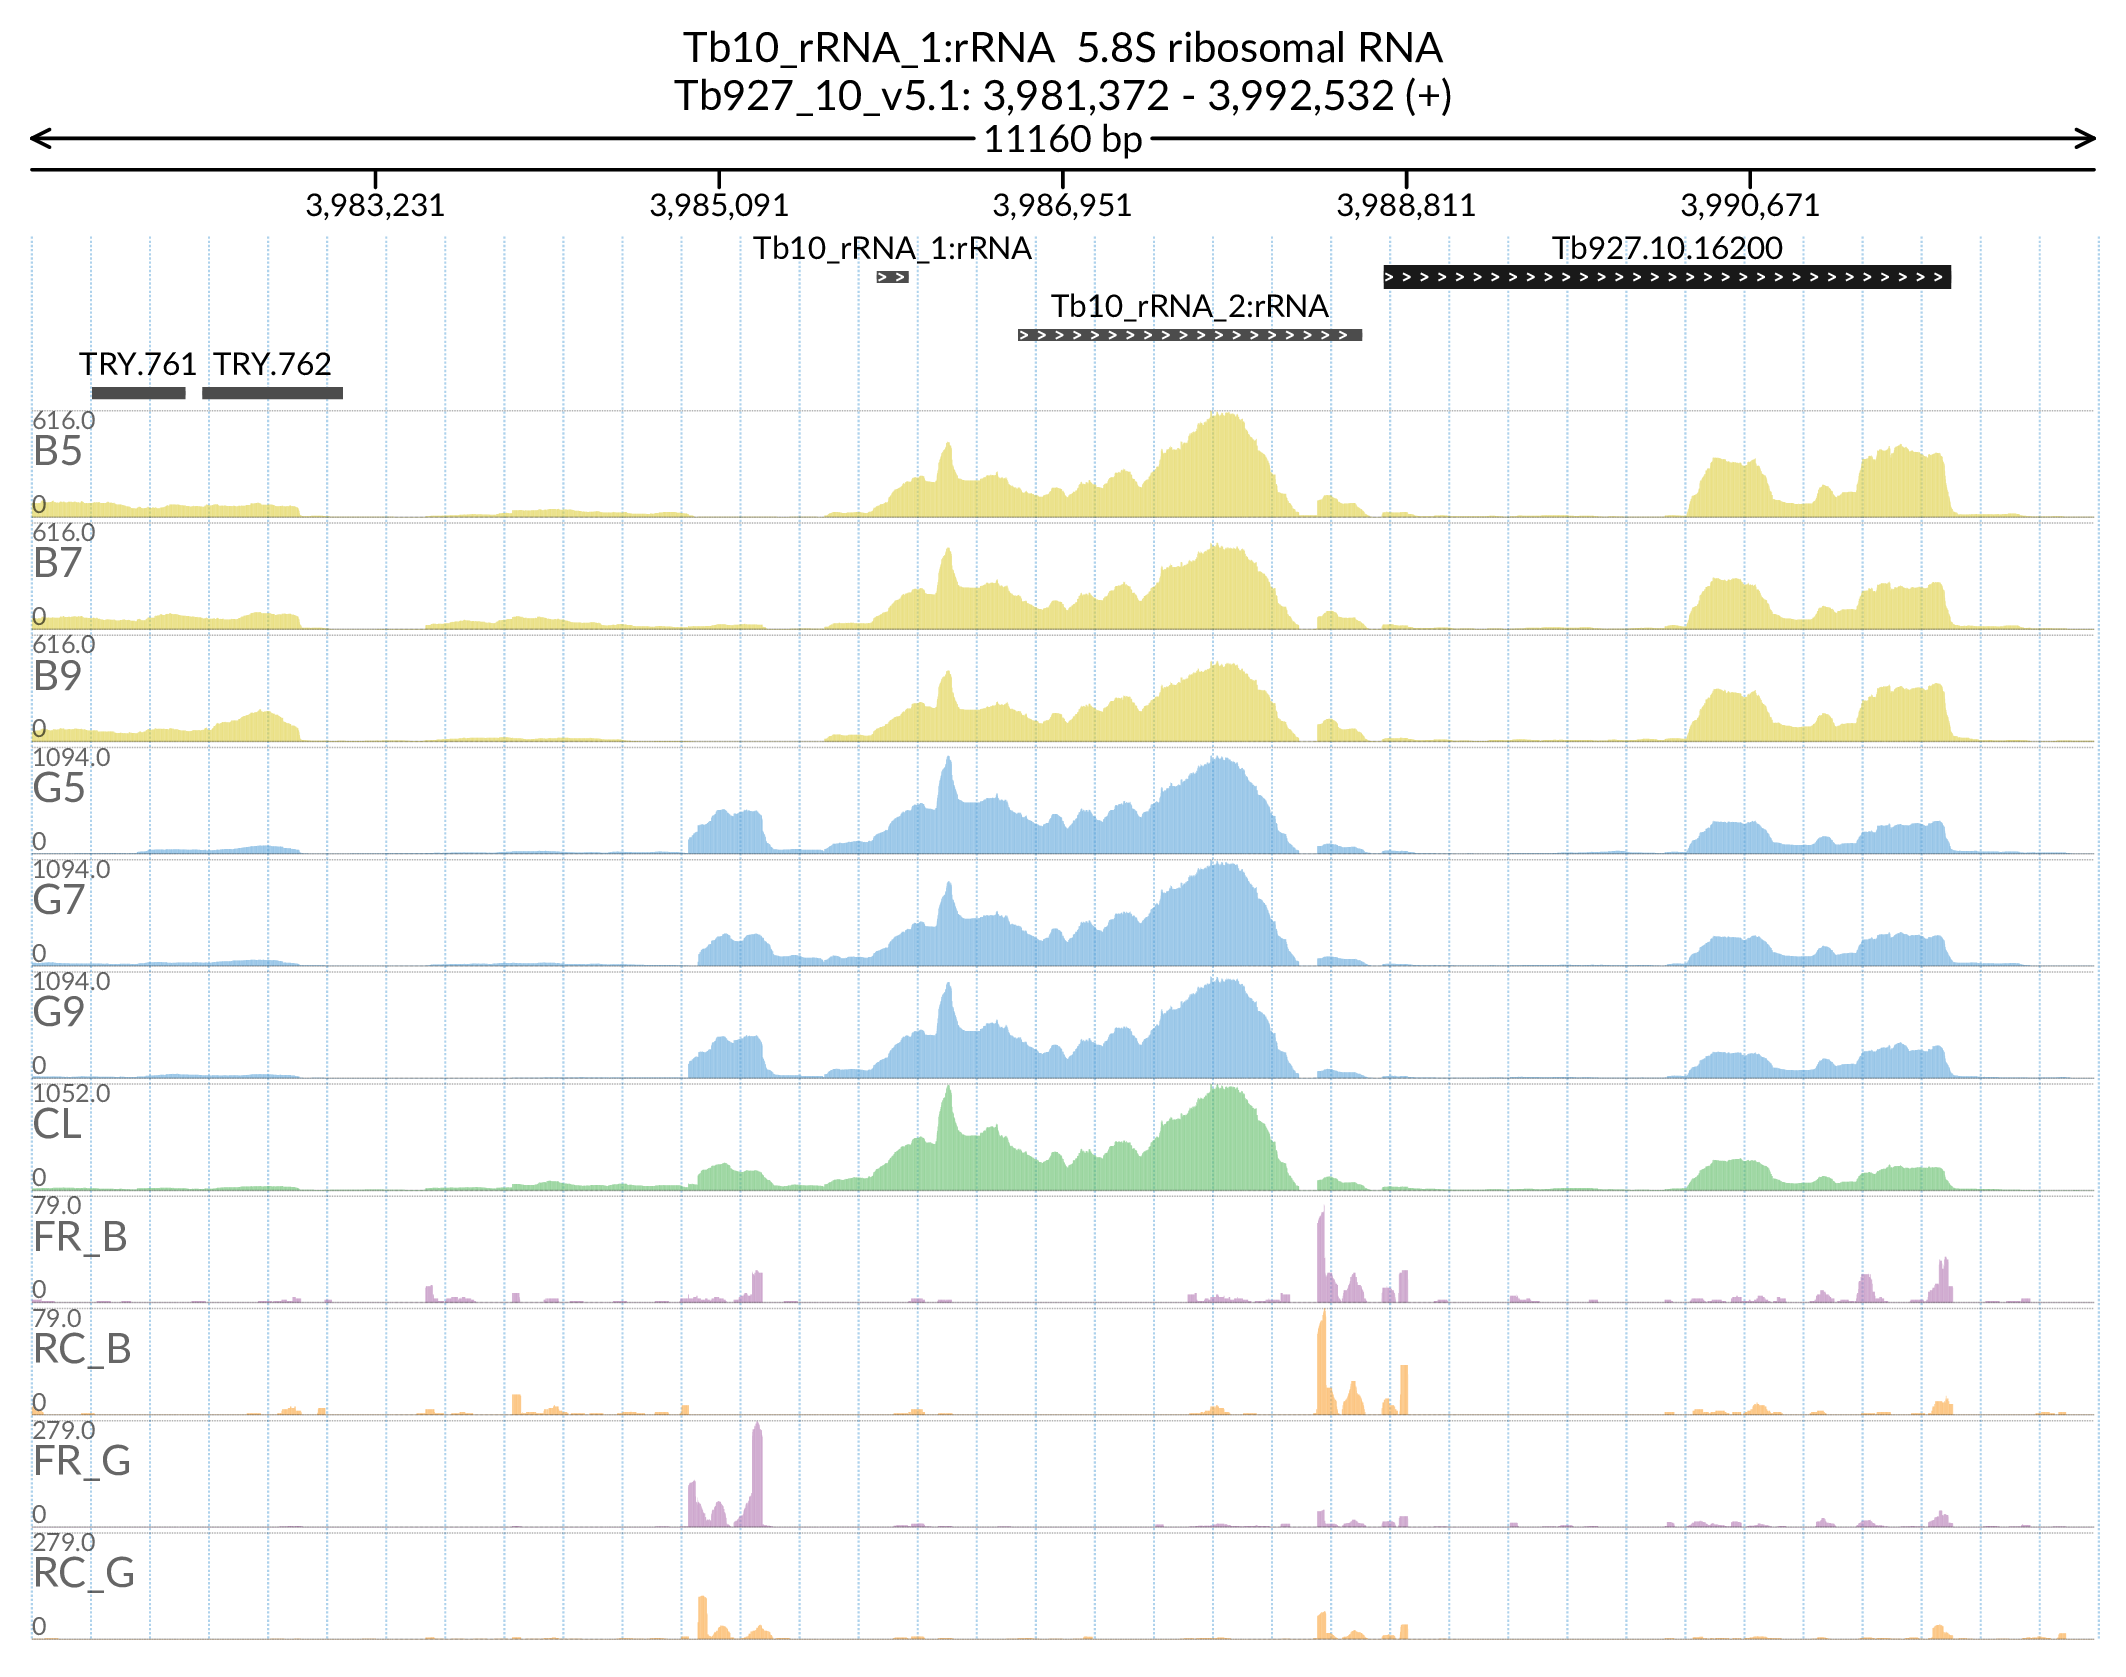 Tb10_rRNA_1:rRNA  5.8S ribosomal RNA
Tb927_10_v5.1: 3,981,372 - 3,992,532 (+)
11160 bp
3,983,231 3,985,091 3,986,951 3,988,811 3,990,671
Tb10_rRNA_1:rRNA Tb927.10.16200
Tb10_rRNA_2:rRNA
TRY.761 TRY.762
616.0
B5
0
616.0
B7
0
616.0
B9
0
1094.0
G5
0
1094.0
G7
0
1094.0
G9
0
1052.0
CL
0
79.0
FR_B
0
79.0
RC_B
0
279.0
FR_G
0
279.0
RC_G
0